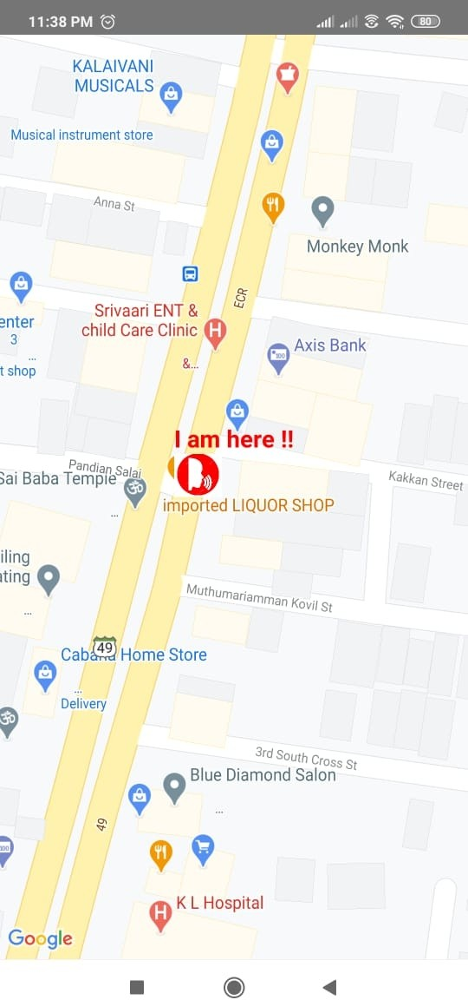 11:38 PM
80
KALAIVANI
MUSICALS
Musical instrument store
Anna St
Monkey Monk
ECR
enter
3
...
t shop
Srivaari ENT &
child Care Clinic
&...
Axis Bank
100
I am here !!
Pandian Salai
Sai Baba Temple
...
Kakkan Street
imported LIQUOR SHOP
iling
ating
...
Muthumariamman Kovil St
49
Cabana Home Store
...
Delivery
3rd South Cross St
Blue Diamond Salon
...
49
100
K L Hospital
Google